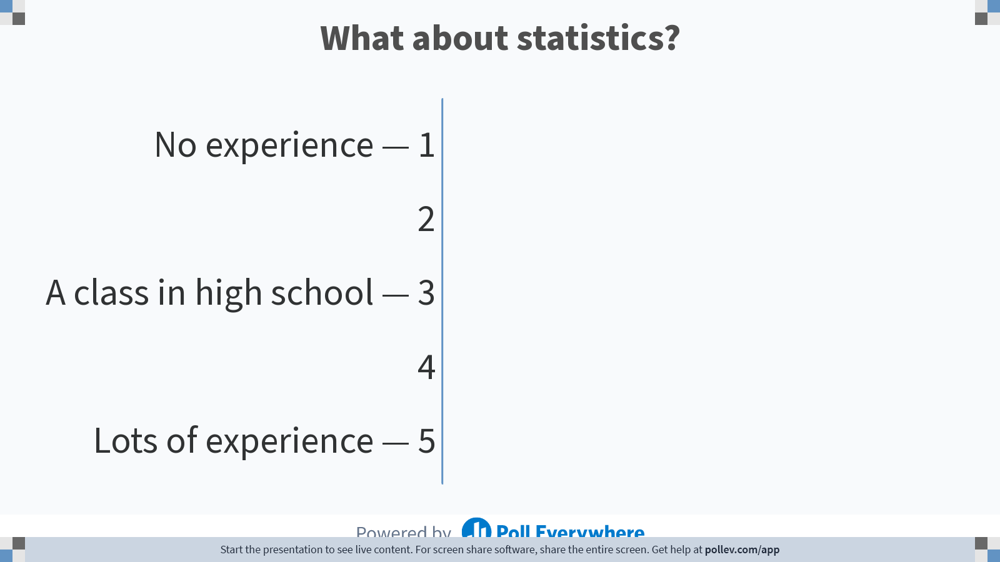 What about statistics?
No experience — 1
2
A class in high school — 3
4
Lots of experience — 5
Powered by Poll Everywhere
Start the presentation to see live content. For screen share software, share the entire screen. Get help at pollev.com/app